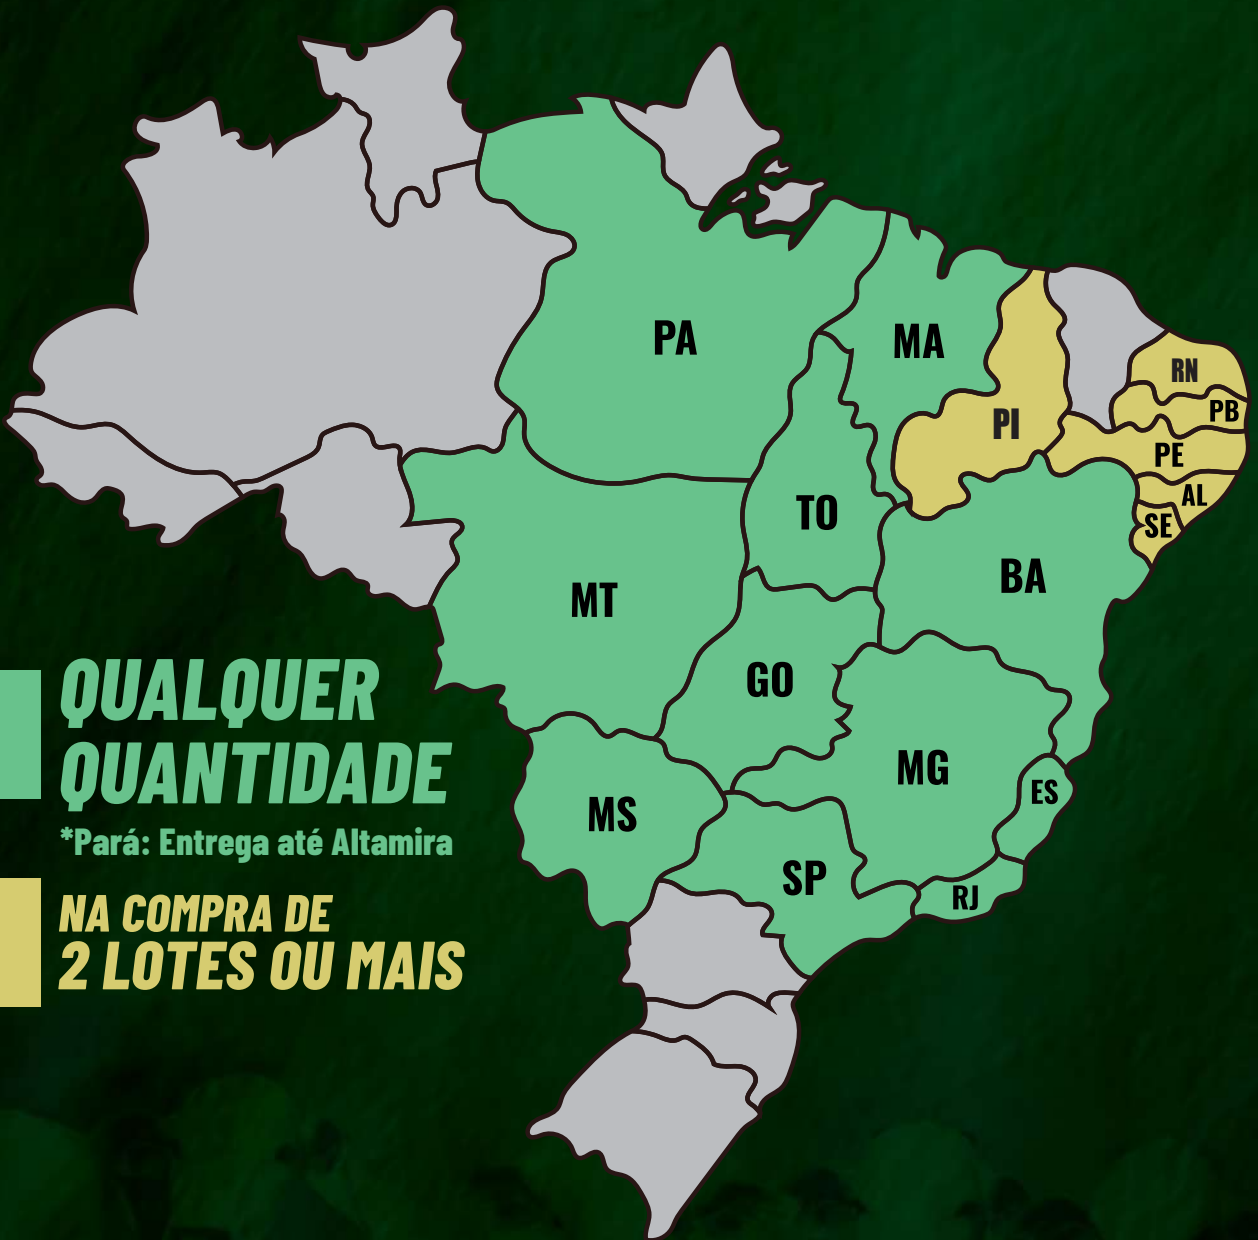 PA
MA
RN
PB
PI
PE
AL
SE
TO
BA
MT
GO
MG
ES
MS
SP
RJ
QUALQUER
QUANTIDADE
*Pará: Entrega até Altamira
NA COMPRA DE
2 LOTES OU MAIS